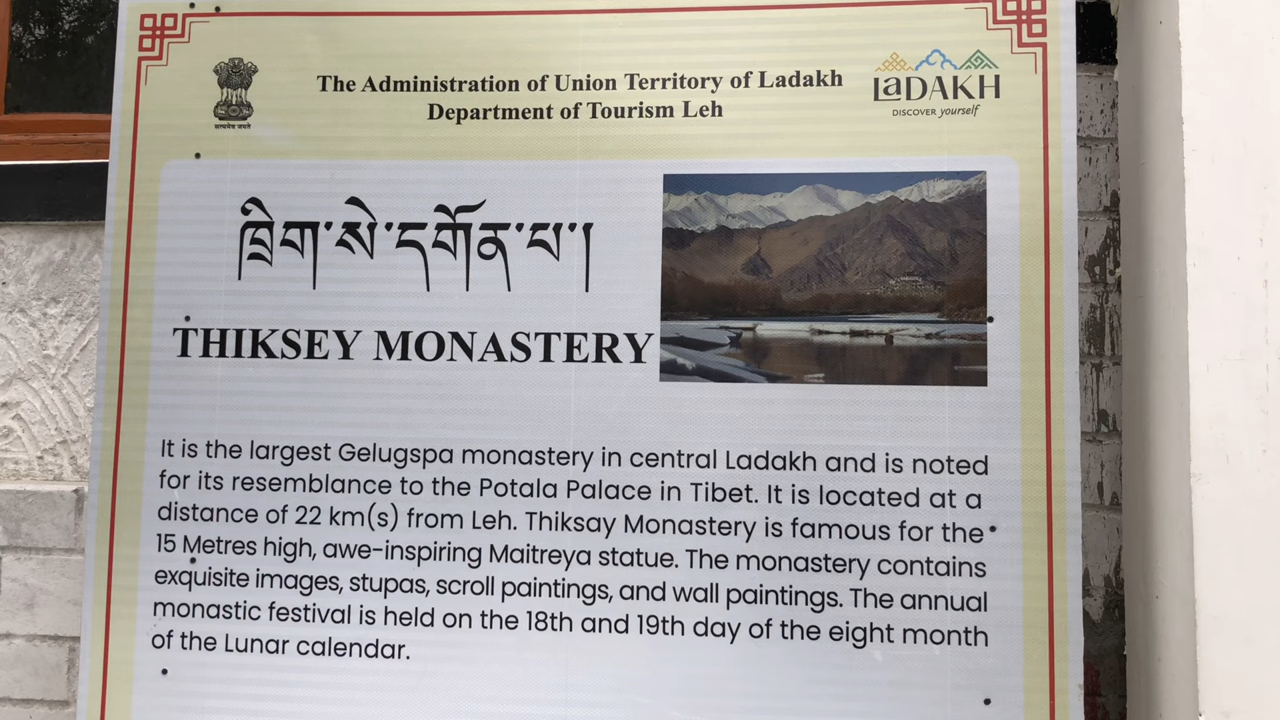 The Administration of Union Territory of Ladakh
Department of Tourism Leh
सत्यमेव जयते
LaDAKH
DISCOVER yourself
ཁྲིག་སེ་དགོན་པ།
THIKSEY MONASTERY
It is the largest Gelugspa monastery in central Ladakh and is noted
for its resemblance to the Potala Palace in Tibet. It is located at a
distance of 22 km(s) from Leh. Thiksay Monastery is famous for the
15 Metres high, awe-inspiring Maitreya statue. The monastery contains
exquisite images, stupas, scroll paintings, and wall paintings. The annual
monastic festival is held on the 18th and 19th day of the eight month
of the Lunar calendar.